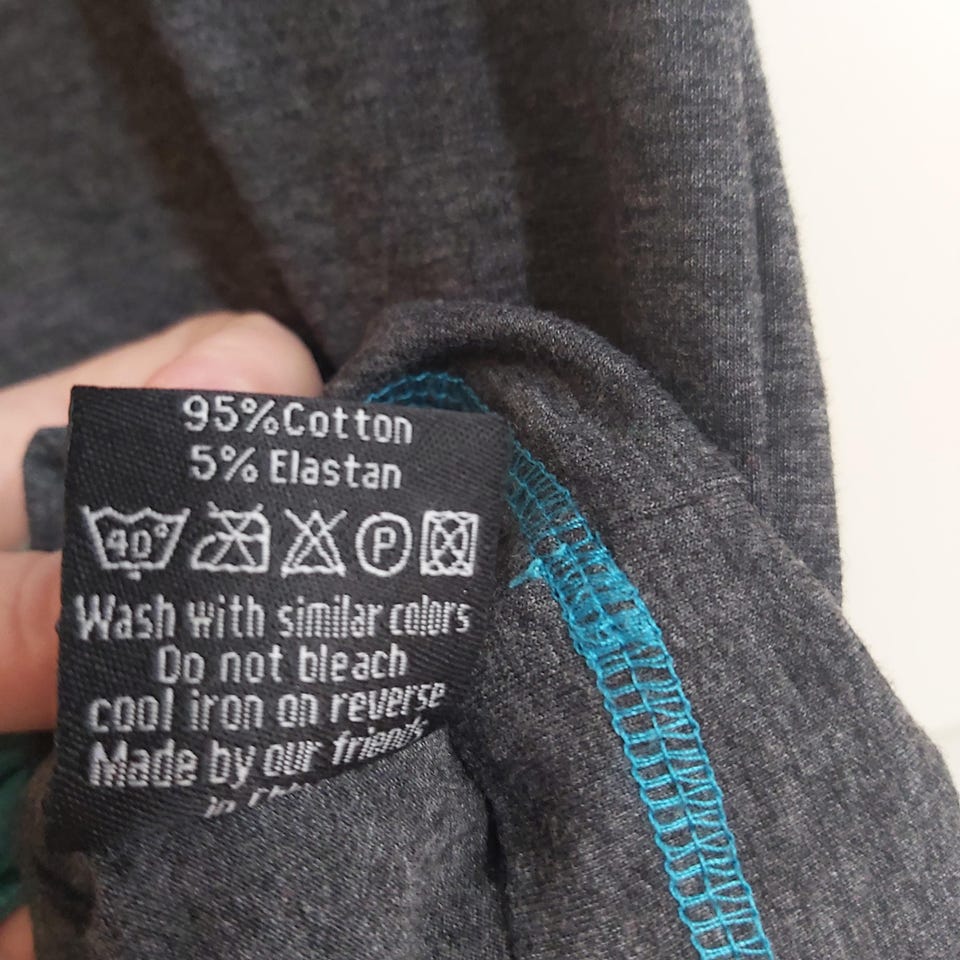 95%Cotton
5% Elastan
40°
P
Wash with similar colors
Do not bleach
cool iron on reverse
Made by our friends
in